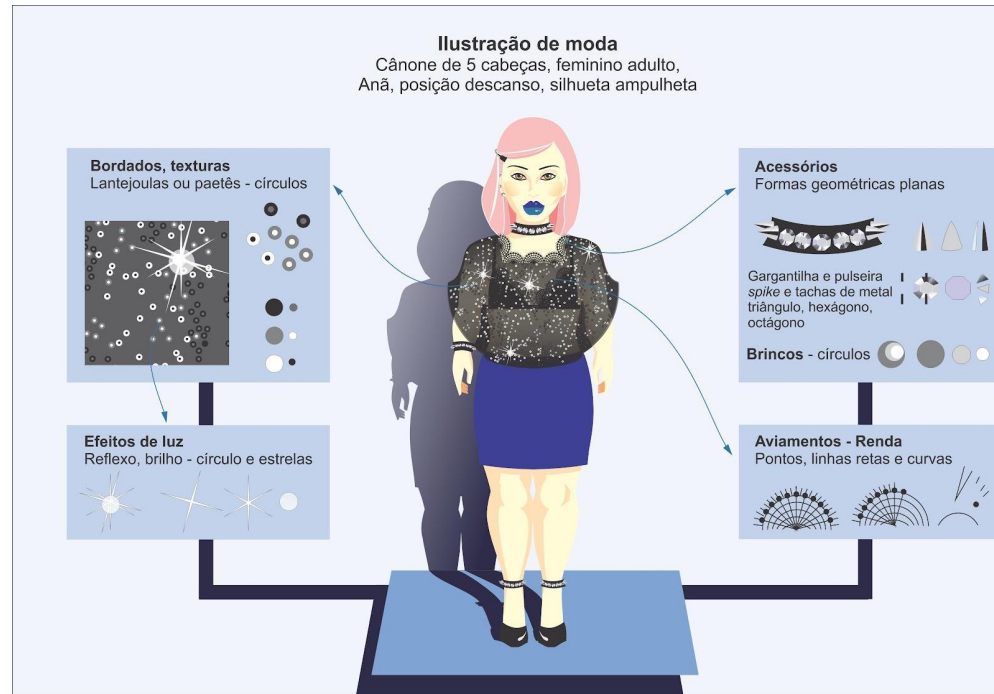 Ilustração de moda
Cânone de 5 cabeças, feminino adulto,
Anã, posição descanso, silhueta ampulheta
Bordados, texturas
Lantejoulas ou paetês - círculos
Efeitos de luz
Reflexo, brilho - círculo e estrelas
Acessórios
Formas geométricas planas
Gargantilha e pulseira
spike e tachas de metal
triângulo, hexágono,
octágono
Brincos - círculos
Aviamentos - Renda
Pontos, linhas retas e curvas